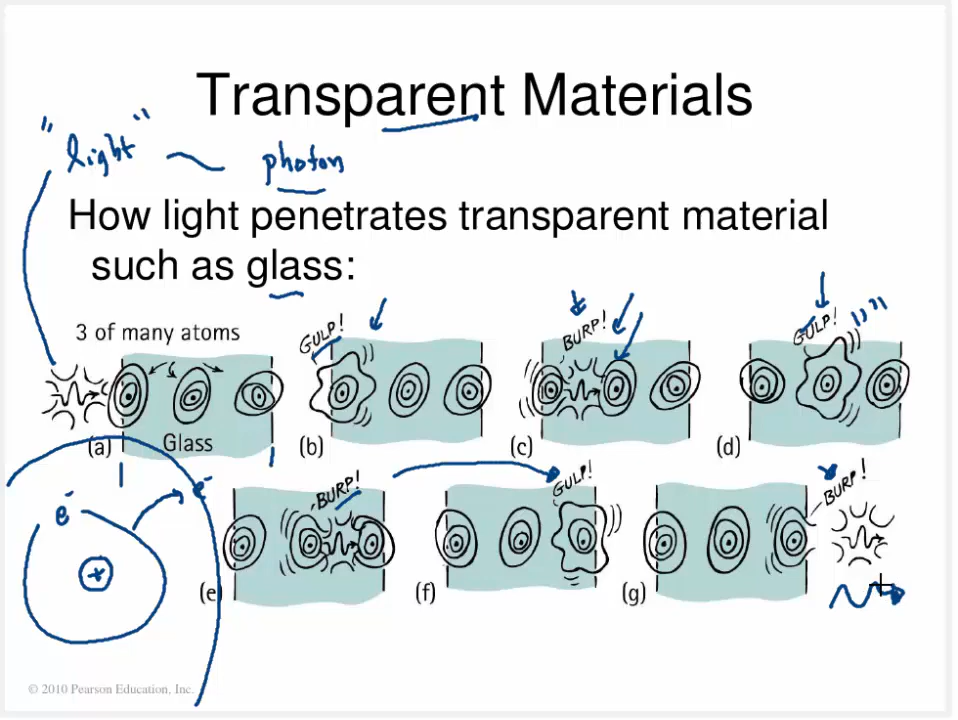 Transparent Materials
"light" ~ photon
How light penetrates transparent material
such as glass:
3 of many atoms
GULP!
BURP!
GULP!
(a)
Glass
(b)
(c)
(d)
e-
e-
BURP!
GULP!
BURP!
+
(e)
(f)
(g)
© 2010 Pearson Education, Inc.